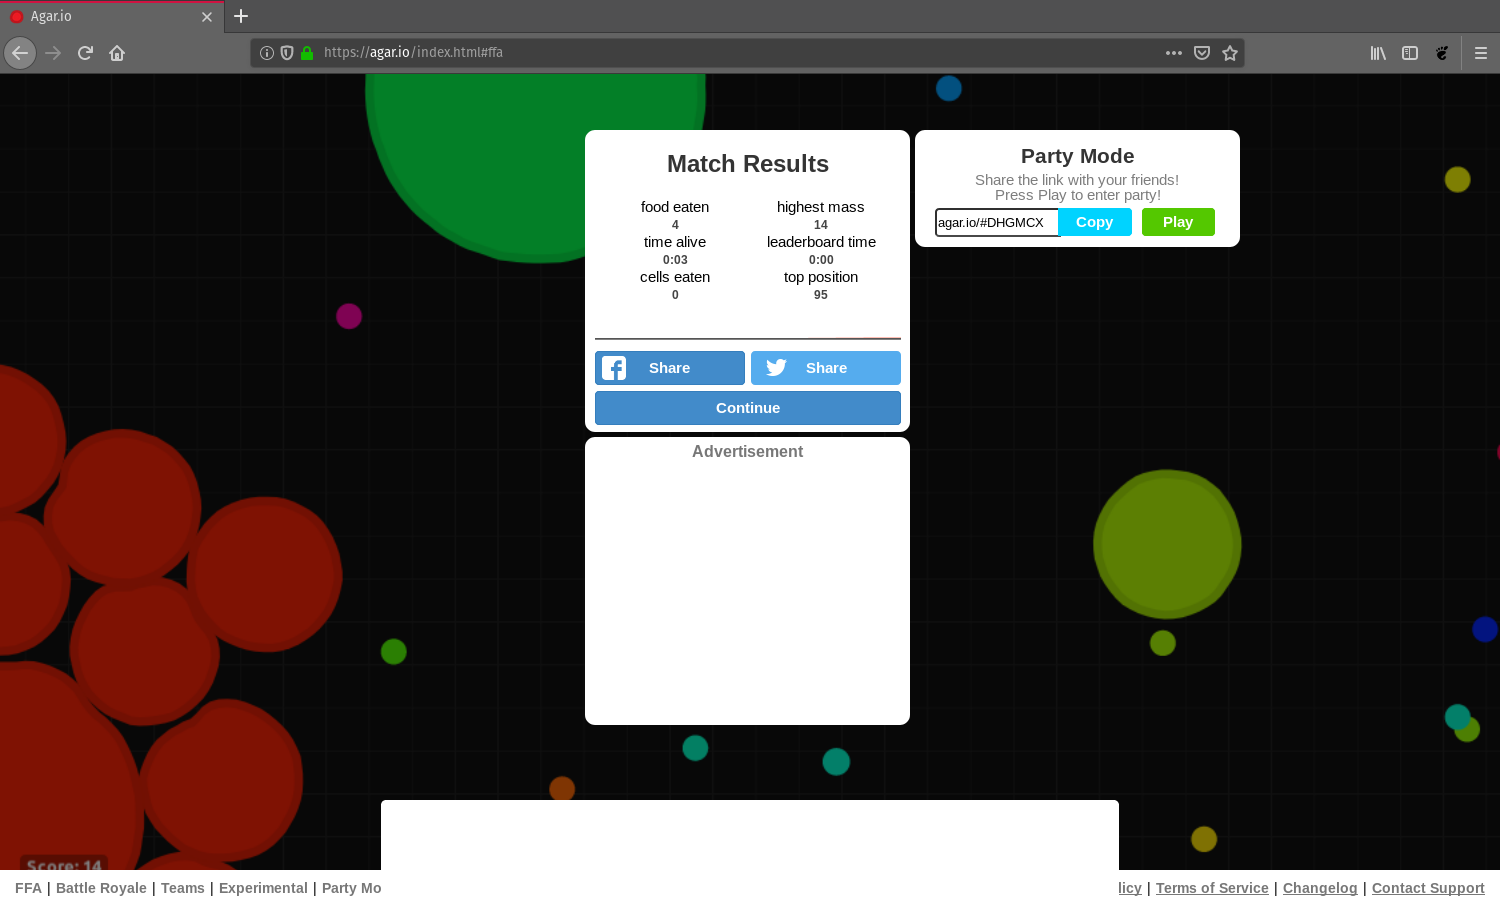 Agar.io
https://agar.io/index.html#ffa
Match Results
food eaten
4
highest mass
14
time alive
0:03
leaderboard time
0:00
cells eaten
0
top position
95
Share
Share
Continue
Advertisement
Party Mode
Share the link with your friends!
Press Play to enter party!
agar.io/#DHGMCX Copy Play
Score: 14
FFA | Battle Royale | Teams | Experimental | Party Mo
licy | Terms of Service | Changelog | Contact Support